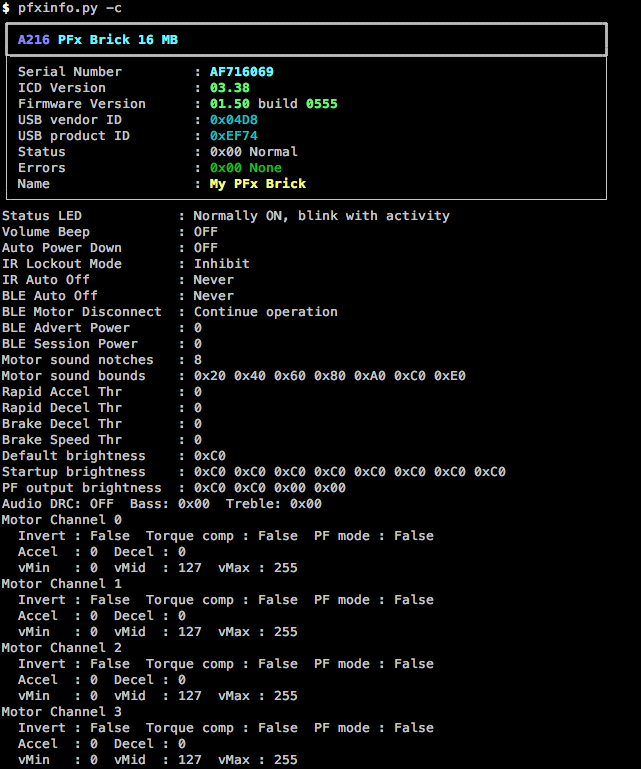 $ pfxinfo.py -c
A216 PFx Brick 16 MB
Serial Number : AF716069
ICD Version : 03.38
Firmware Version : 01.50 build 0555
USB vendor ID : 0x04D8
USB product ID : 0xEF74
Status : 0x00 Normal
Errors : 0x00 None
Name : My PFx Brick
Status LED : Normally ON, blink with activity
Volume Beep : OFF
Auto Power Down : OFF
IR Lockout Mode : Inhibit
IR Auto Off : Never
BLE Auto Off : Never
BLE Motor Disconnect : Continue operation
BLE Advert Power : 0
BLE Session Power : 0
Motor sound notches : 8
Motor sound bounds : 0x20 0x40 0x60 0x80 0xA0 0xC0 0xE0
Rapid Accel Thr : 0
Rapid Decel Thr : 0
Brake Decel Thr : 0
Brake Speed Thr : 0
Default brightness : 0xC0
Startup brightness : 0xC0 0xC0 0xC0 0xC0 0xC0 0xC0 0xC0 0xC0
PF output brightness : 0xC0 0xC0 0x00 0x00
Audio DRC: OFF Bass: 0x00 Treble: 0x00
Motor Channel 0
Invert : False Torque comp : False PF mode : False
Accel : 0 Decel : 0
vMin : 0 vMid : 127 vMax : 255
Motor Channel 1
Invert : False Torque comp : False PF mode : False
Accel : 0 Decel : 0
vMin : 0 vMid : 127 vMax : 255
Motor Channel 2
Invert : False Torque comp : False PF mode : False
Accel : 0 Decel : 0
vMin : 0 vMid : 127 vMax : 255
Motor Channel 3
Invert : False Torque comp : False PF mode : False
Accel : 0 Decel : 0
vMin : 0 vMid : 127 vMax : 255